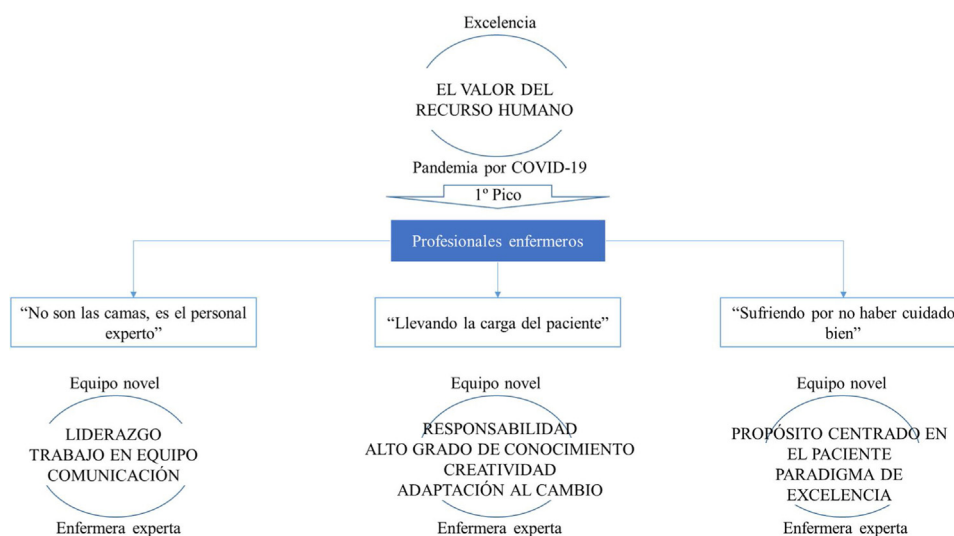 Excelencia
EL VALOR DEL
RECURSO HUMANO
Pandemia por COVID-19
1º Pico
Profesionales enfermeros
“No son las camas, es el personal
experto”
“Llevando la carga del paciente”
“Sufriendo por no haber cuidado
bien”
Equipo novel
LIDERAZGO
TRABAJO EN EQUIPO
COMUNICACIÓN
Enfermera experta
Equipo novel
RESPONSABILIDAD
ALTO GRADO DE CONOCIMIENTO
CREATIVIDAD
ADAPTACIÓN AL CAMBIO
Enfermera experta
Equipo novel
PROPÓSITO CENTRADO EN
EL PACIENTE
PARADIGMA DE
EXCELENCIA
Enfermera experta